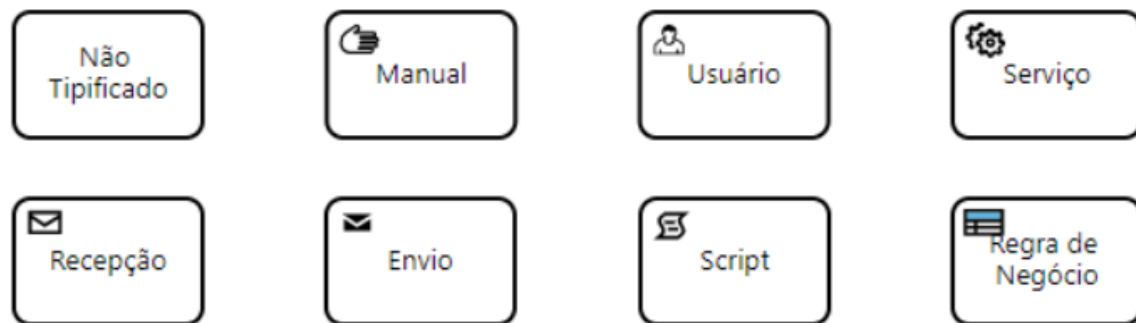 Não
Tipificado
Manual
Usuário
Serviço
Recepção
Envio
Script
Regra de
Negócio